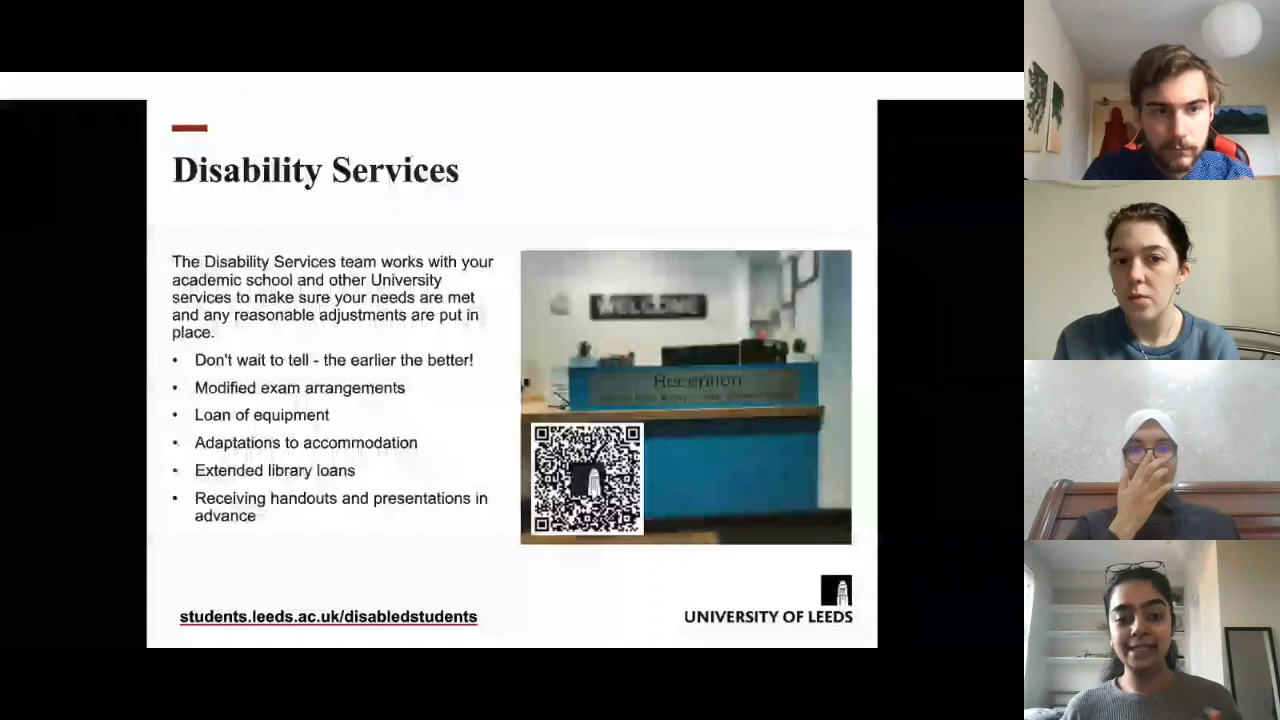 Disability Services
The Disability Services team works with your
academic school and other University
services to make sure your needs are met
and any reasonable adjustments are put in
place.
• Don't wait to tell - the earlier the better!
• Modified exam arrangements
• Loan of equipment
• Adaptations to accommodation
• Extended library loans
• Receiving handouts and presentations in
advance
WELCOME
Reception
students.leeds.ac.uk/disabledstudents
UNIVERSITY OF LEEDS